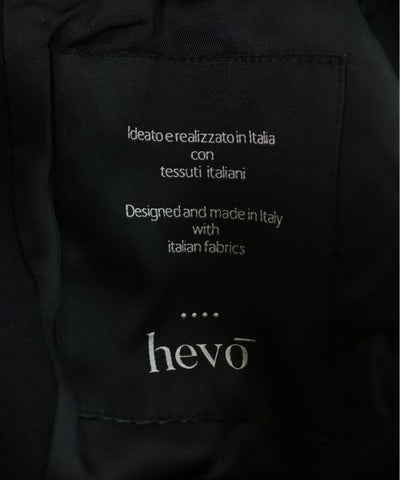 Ideato e realizzato in Italia
con
tessuti italiani
Designed and made in Italy
with
italian fabrics
....
hevō